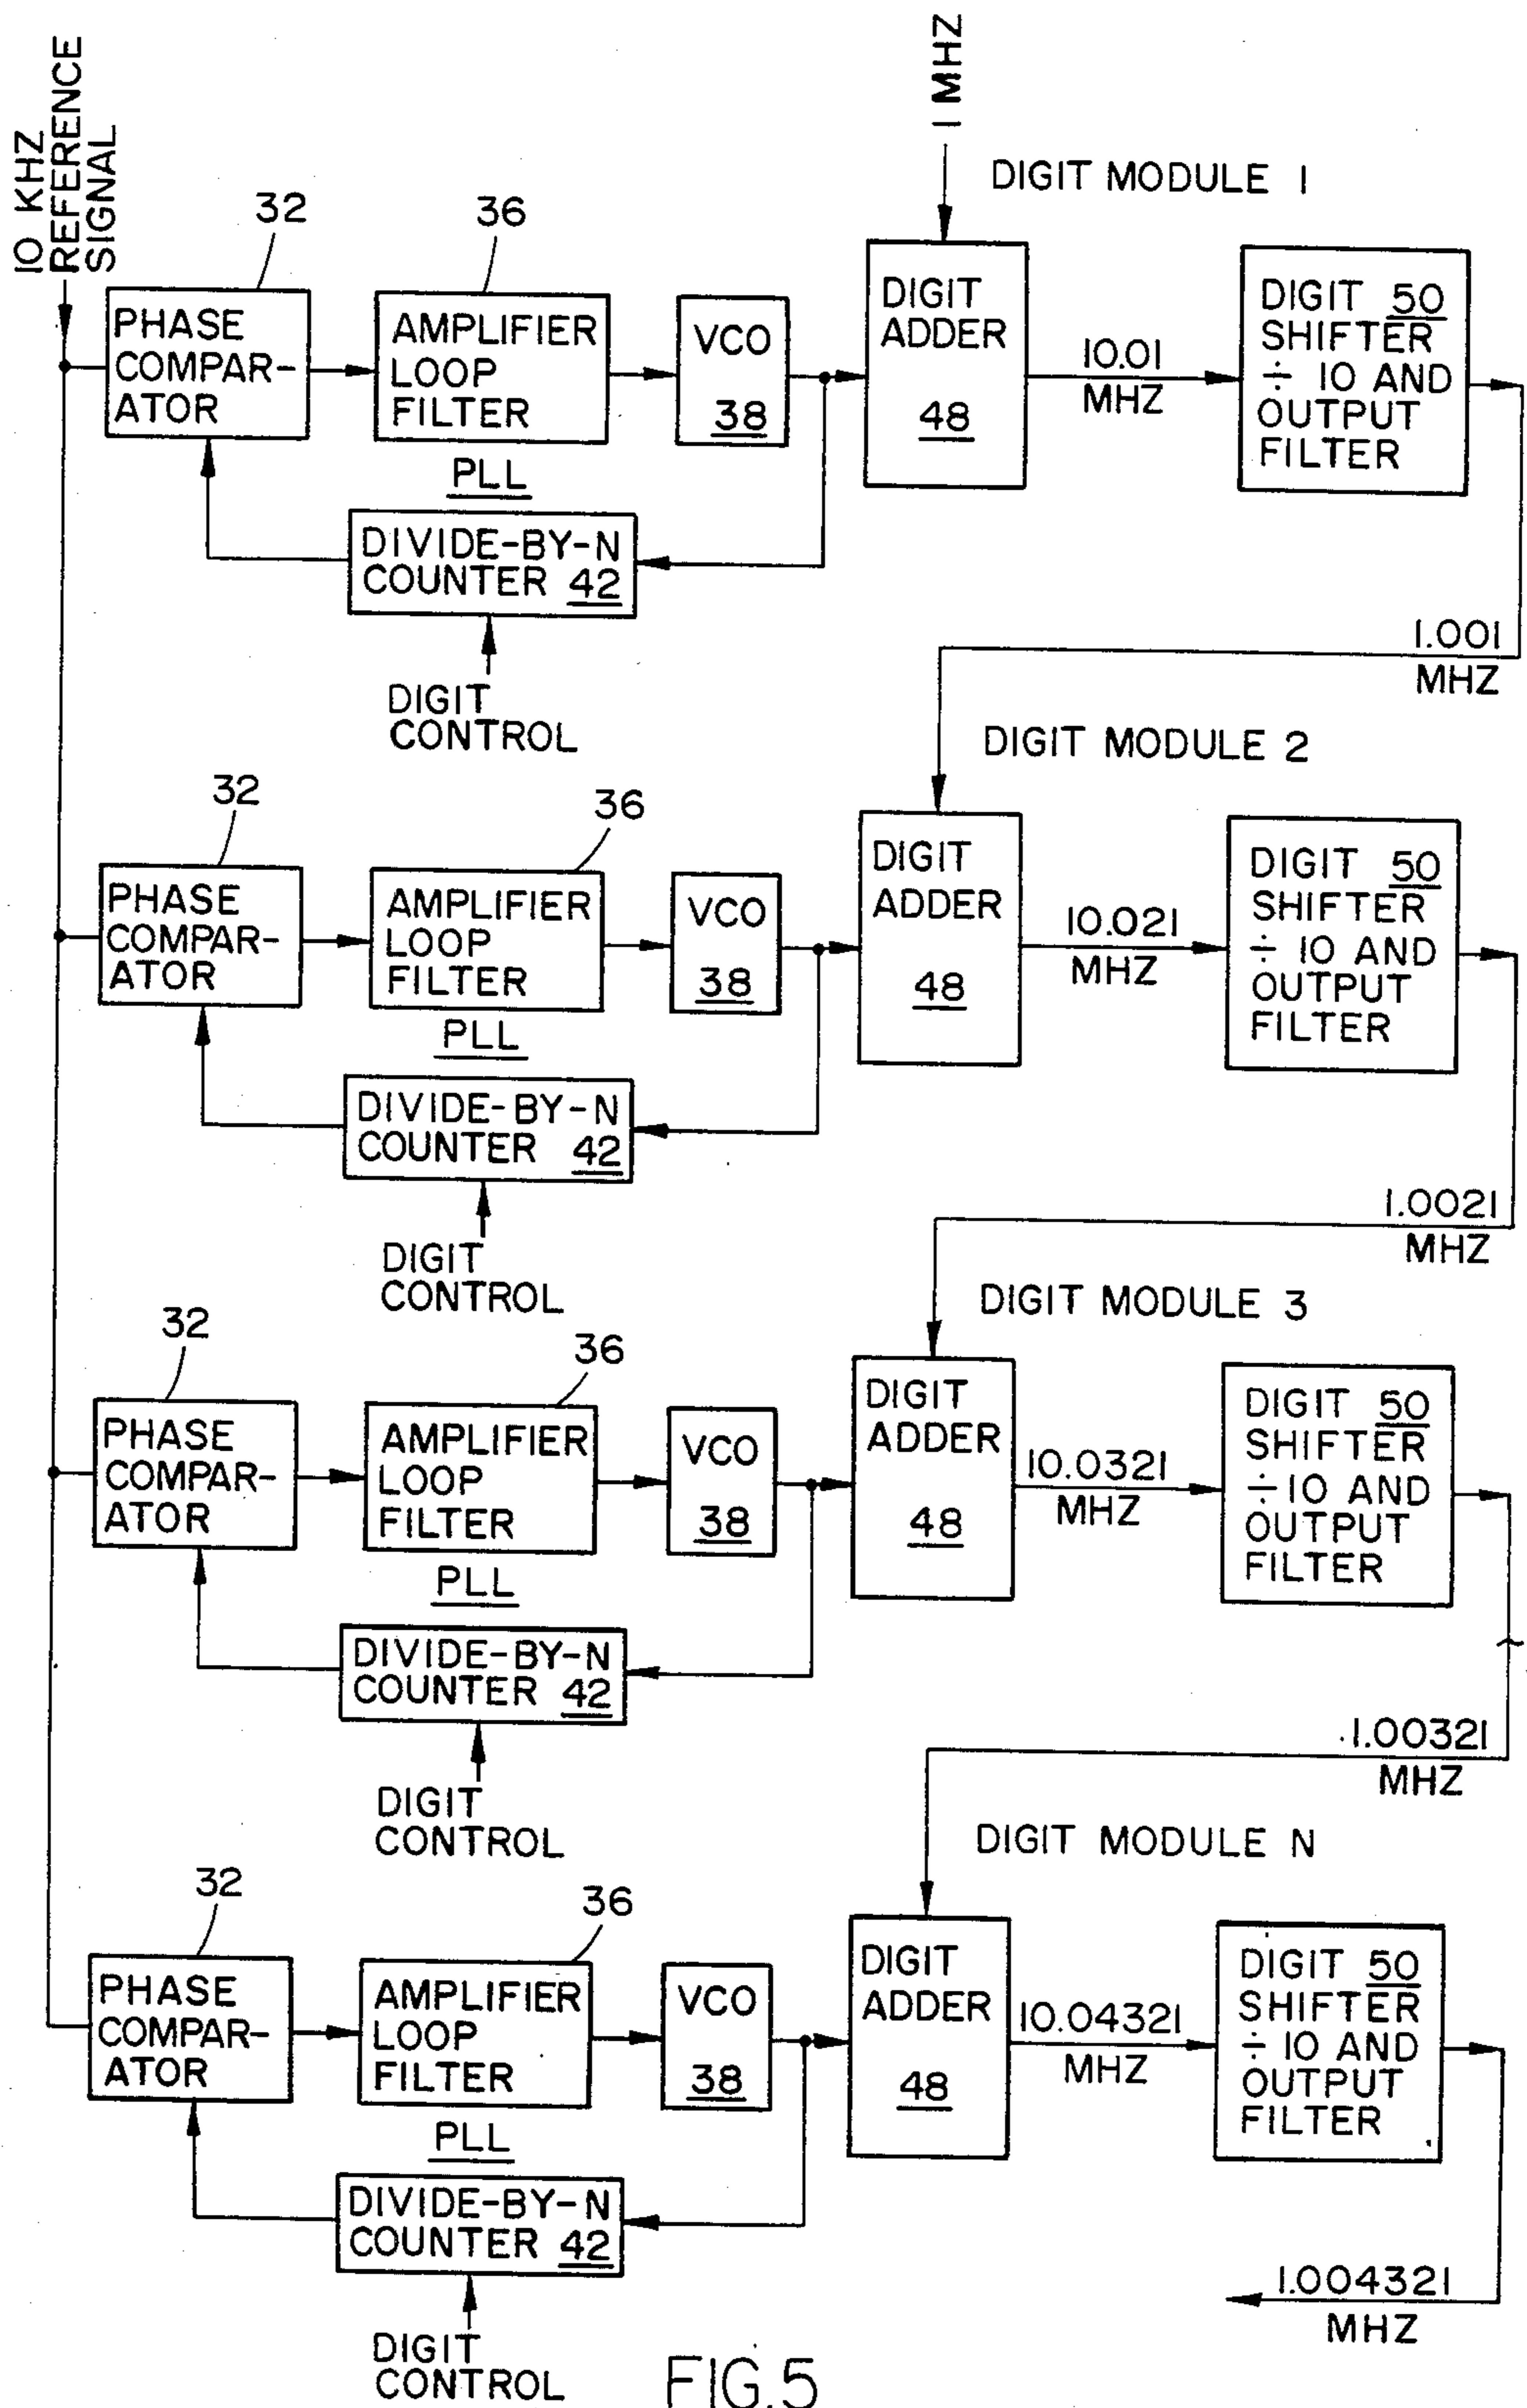 10 KHZ
REFERENCE
SIGNAL
1 MHZ
DIGIT MODULE 1
32
36
PHASE
COMPAR-
ATOR
AMPLIFIER
LOOP
FILTER
VCO
38
DIGIT
ADDER
48
10.01
MHZ
DIGIT 50
SHIFTER
÷ 10 AND
OUTPUT
FILTER
PLL
DIVIDE-BY-N
COUNTER 42
DIGIT
CONTROL
1.001
MHZ
DIGIT MODULE 2
32
36
PHASE
COMPAR-
ATOR
AMPLIFIER
LOOP
FILTER
VCO
38
DIGIT
ADDER
48
10.021
MHZ
DIGIT 50
SHIFTER
÷ 10 AND
OUTPUT
FILTER
PLL
DIVIDE-BY-N
COUNTER 42
DIGIT
CONTROL
1.0021
MHZ
DIGIT MODULE 3
32
36
PHASE
COMPAR-
ATOR
AMPLIFIER
LOOP
FILTER
VCO
38
DIGIT
ADDER
48
10.0321
MHZ
DIGIT 50
SHIFTER
÷ 10 AND
OUTPUT
FILTER
PLL
DIVIDE-BY-N
COUNTER 42
DIGIT
CONTROL
1.00321
MHZ
DIGIT MODULE N
32
36
PHASE
COMPAR-
ATOR
AMPLIFIER
LOOP
FILTER
VCO
38
DIGIT
ADDER
48
10.04321
MHZ
DIGIT 50
SHIFTER
÷ 10 AND
OUTPUT
FILTER
PLL
DIVIDE-BY-N
COUNTER 42
DIGIT
CONTROL
1.004321
MHZ
FIG.5